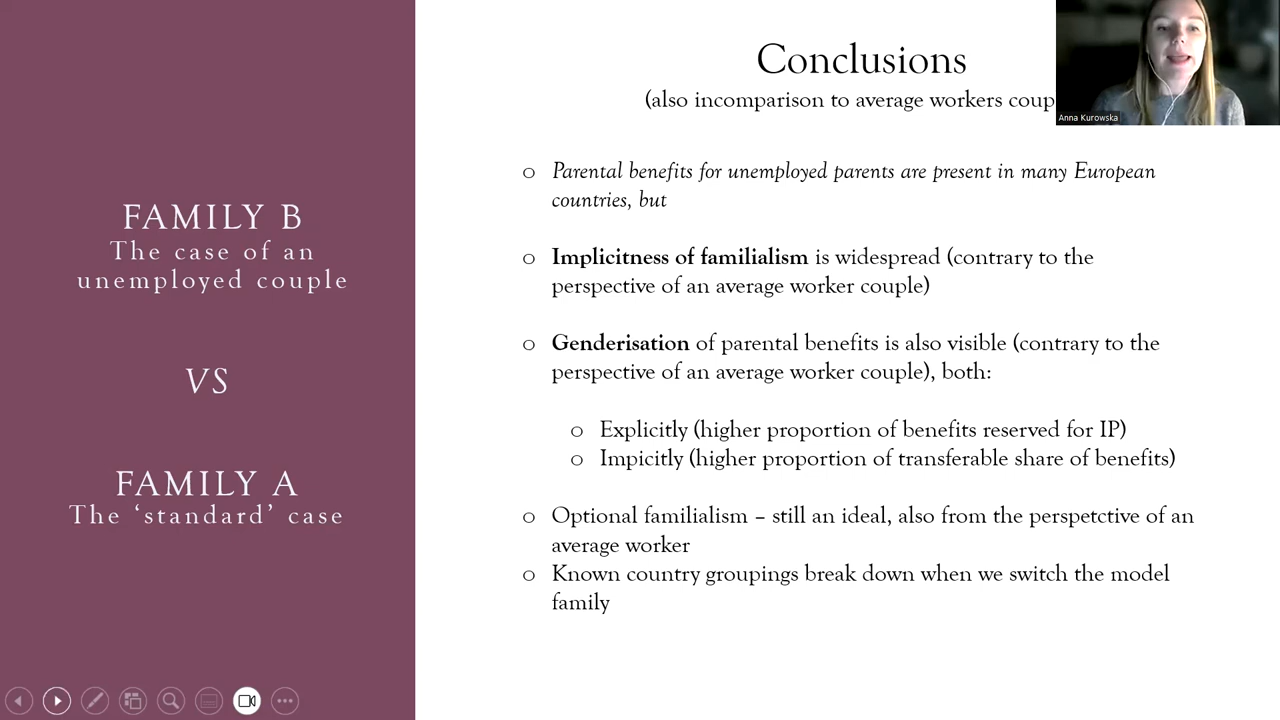 FAMILY B
The case of an
unemployed couple
VS
FAMILY A
The ‘standard’ case
Conclusions
(also incomparison to average workers coup
Anna Kurowska
o Parental benefits for unemployed parents are present in many European
countries, but
o Implicitness of familialism is widespread (contrary to the
perspective of an average worker couple)
o Genderisation of parental benefits is also visible (contrary to the
perspective of an average worker couple), both:
o Explicitly (higher proportion of benefits reserved for IP)
o Impicitly (higher proportion of transferable share of benefits)
o Optional familialism – still an ideal, also from the perspetctive of an
average worker
o Known country groupings break down when we switch the model
family